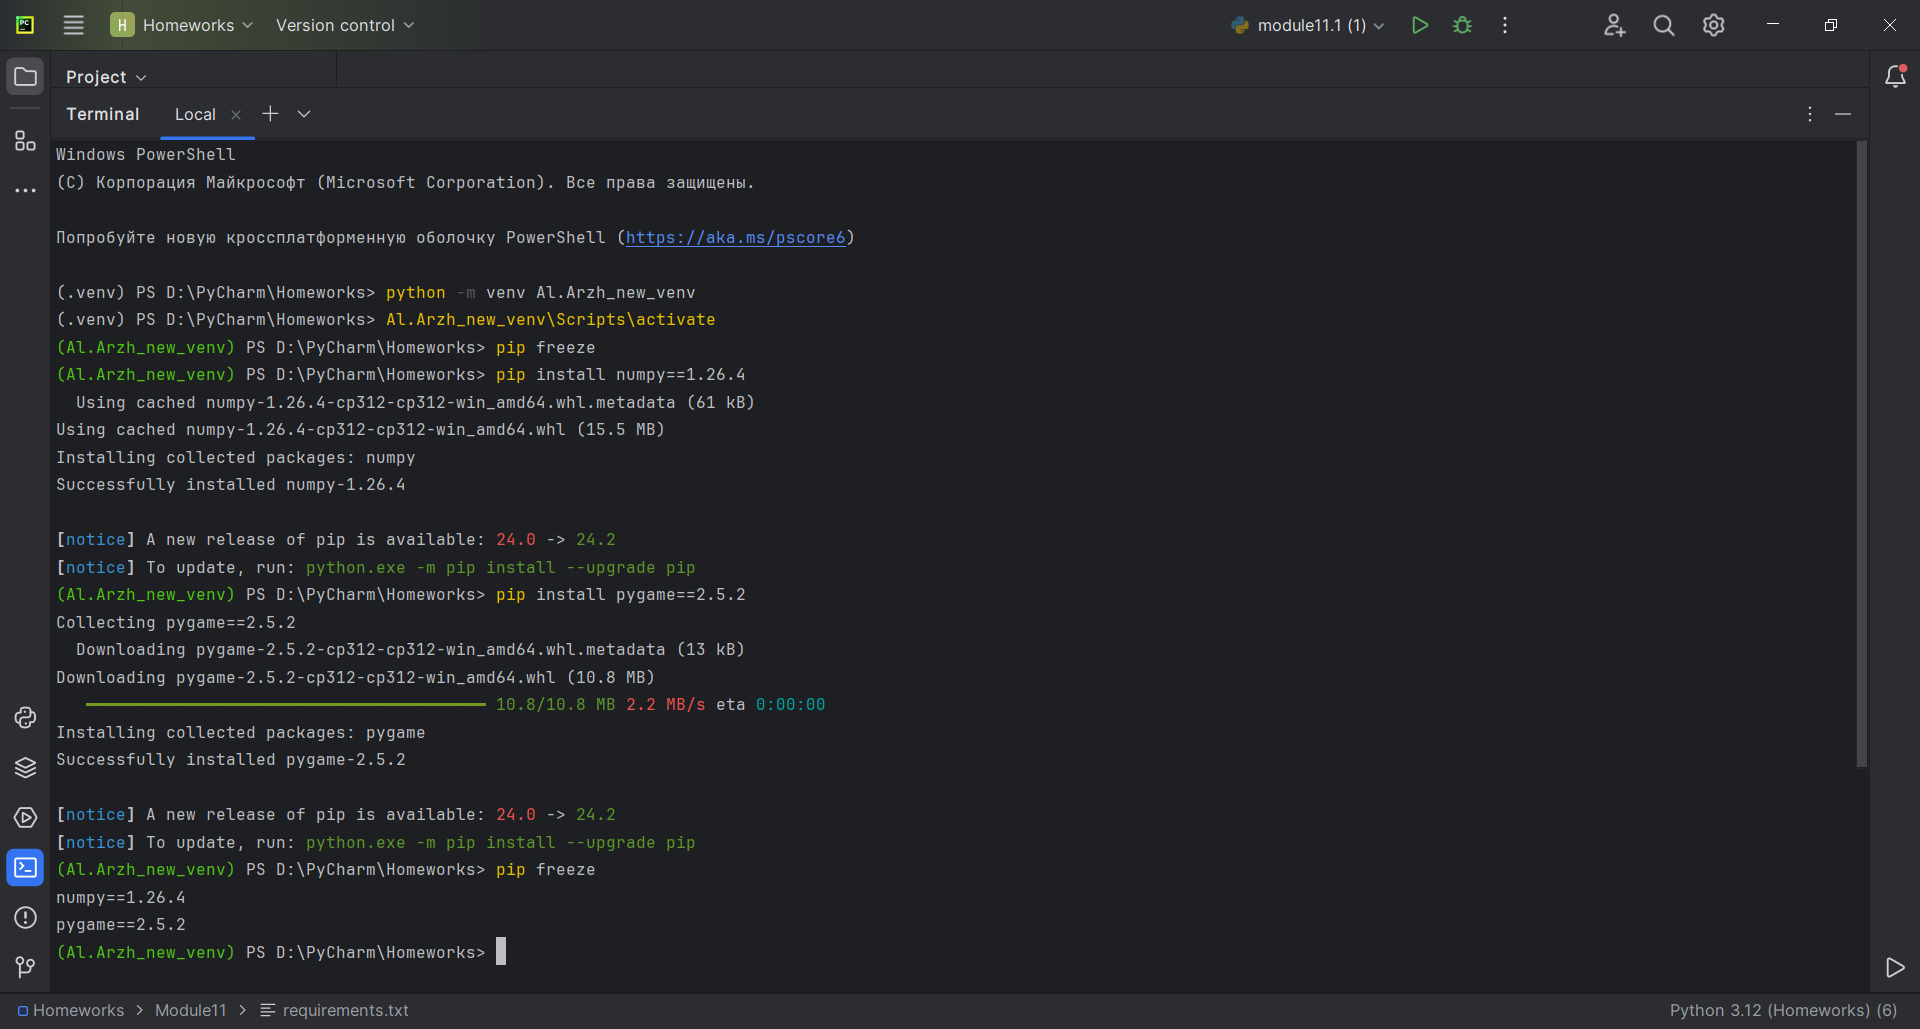 PC
H Homeworks Version control module11.1 (1)
Project
Terminal Local
Windows PowerShell
(C) Корпорация Майкрософт (Microsoft Corporation). Все права защищены.
Попробуйте новую кроссплатформенную оболочку PowerShell (https://aka.ms/pscore6)
(.venv) PS D:\PyCharm\Homeworks> python -m venv Al.Arzh_new_venv
(.venv) PS D:\PyCharm\Homeworks> Al.Arzh_new_venv\Scripts\activate
(Al.Arzh_new_venv) PS D:\PyCharm\Homeworks> pip freeze
(Al.Arzh_new_venv) PS D:\PyCharm\Homeworks> pip install numpy==1.26.4
  Using cached numpy-1.26.4-cp312-cp312-win_amd64.whl.metadata (61 kB)
Using cached numpy-1.26.4-cp312-cp312-win_amd64.whl (15.5 MB)
Installing collected packages: numpy
Successfully installed numpy-1.26.4
[notice] A new release of pip is available: 24.0 -> 24.2
[notice] To update, run: python.exe -m pip install --upgrade pip
(Al.Arzh_new_venv) PS D:\PyCharm\Homeworks> pip install pygame==2.5.2
Collecting pygame==2.5.2
  Downloading pygame-2.5.2-cp312-cp312-win_amd64.whl.metadata (13 kB)
Downloading pygame-2.5.2-cp312-cp312-win_amd64.whl (10.8 MB)
10.8/10.8 MB 2.2 MB/s eta 0:00:00
Installing collected packages: pygame
Successfully installed pygame-2.5.2
[notice] A new release of pip is available: 24.0 -> 24.2
[notice] To update, run: python.exe -m pip install --upgrade pip
(Al.Arzh_new_venv) PS D:\PyCharm\Homeworks> pip freeze
numpy==1.26.4
pygame==2.5.2
(Al.Arzh_new_venv) PS D:\PyCharm\Homeworks>
Homeworks > Module11 > requirements.txt Python 3.12 (Homeworks) (6)